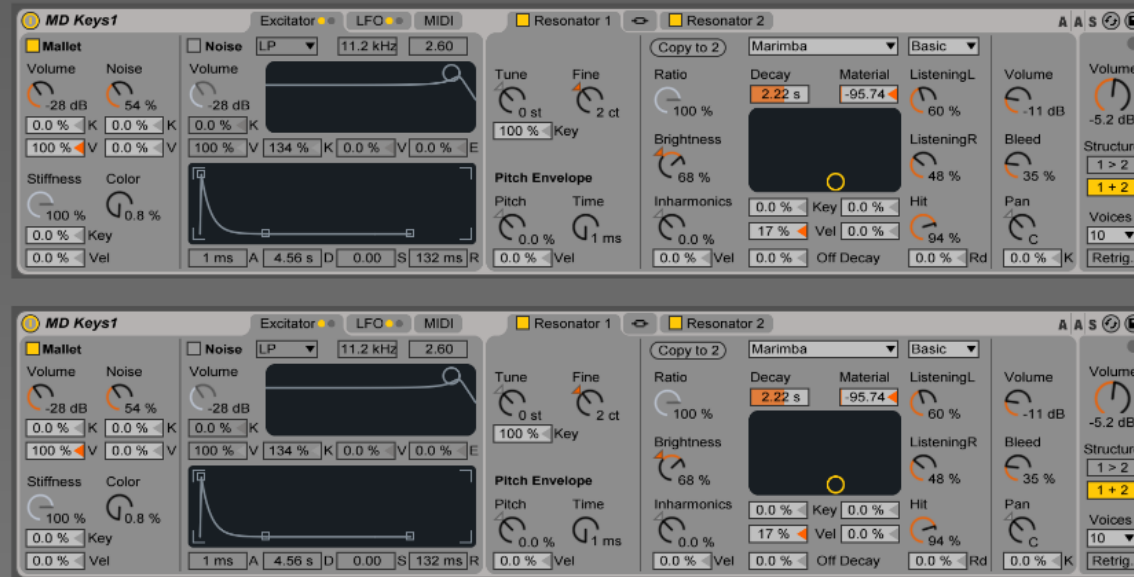 MD Keys1 Excitator LFO MIDI Resonator 1 Resonator 2 A A S
Mallet Noise LP 11.2 kHz 2.60 Copy to 2 Marimba Basic
Volume Noise Volume Tune Fine Ratio Decay Material ListeningL Volume Volume
2.22 s -95.74
-28 dB 54 % -28 dB 0 st 2 ct 100 % 60 % -11 dB
0.0 % K 0.0 % K 0.0 % K 100 % Key -5.2 dB
100 % V 0.0 % V 100 % V 134 % K 0.0 % V 0.0 % E Brightness ListeningR Bleed Structur
68 % 48 % 35 % 1 > 2
Stiffness Color Pitch Envelope 1 + 2
100 % 0.8 % Pitch Time Inharmonics 0.0 % Key 0.0 % Hit Pan Voices
0.0 % Key 0.0 % 1 ms 0.0 % 17 % Vel 0.0 % 94 % C 10
0.0 % Vel 1 ms A 4.56 s D 0.00 S 132 ms R 0.0 % Vel 0.0 % Vel 0.0 % Off Decay 0.0 % Rd 0.0 % K Retrig.
MD Keys1 Excitator LFO MIDI Resonator 1 Resonator 2 A A S
Mallet Noise LP 11.2 kHz 2.60 Copy to 2 Marimba Basic
Volume Noise Volume Tune Fine Ratio Decay Material ListeningL Volume Volume
2.22 s -95.74
-28 dB 54 % -28 dB 0 st 2 ct 100 % 60 % -11 dB
0.0 % K 0.0 % K 0.0 % K 100 % Key -5.2 dB
100 % V 0.0 % V 100 % V 134 % K 0.0 % V 0.0 % E Brightness ListeningR Bleed Structur
68 % 48 % 35 % 1 > 2
Stiffness Color Pitch Envelope 1 + 2
100 % 0.8 % Pitch Time Inharmonics 0.0 % Key 0.0 % Hit Pan Voices
0.0 % Key 0.0 % 1 ms 0.0 % 17 % Vel 0.0 % 94 % C 10
0.0 % Vel 1 ms A 4.56 s D 0.00 S 132 ms R 0.0 % Vel 0.0 % Vel 0.0 % Off Decay 0.0 % Rd 0.0 % K Retrig.